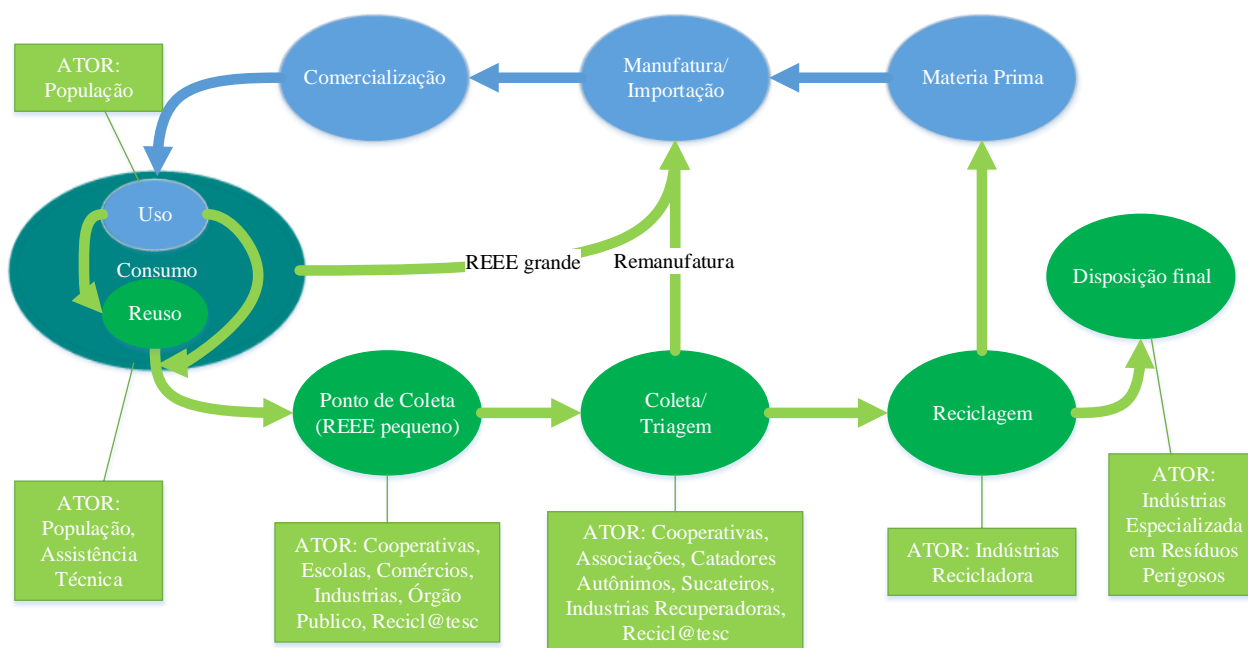 ATOR:
População
Comercialização
Manufatura/
Importação
Materia Prima
Uso
Consumo
Reuso
REEE grande
Remanufatura
Disposição final
Ponto de Coleta
(REEE pequeno)
Coleta/
Triagem
Reciclagem
ATOR:
População,
Assistência
Técnica
ATOR: Cooperativas,
Escolas, Comércios,
Industrias, Órgão
Publico, Recicl@tesc
ATOR: Cooperativas,
Associações, Catadores
Autônimos, Sucateiros,
Industrias Recuperadoras,
Recicl@tesc
ATOR: Indústrias
Recicladora
ATOR:
Indústrias
Especializada
em Resíduos
Perigosos